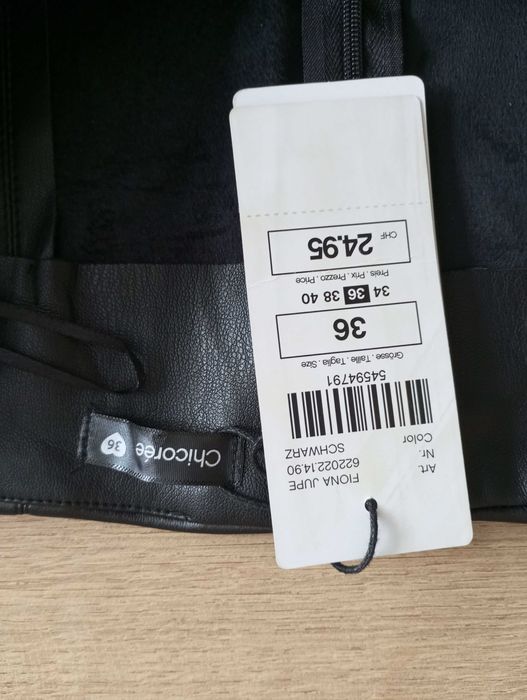 Art. FIONA JUPE
Nr. 622022.14.90
Color SCHWARZ
54594791
Grösse . Taille . Taglia . Size
36
34 36 38 40
Preis . Prix . Prezzo . Price
CHF 24.95
Chicorée 36